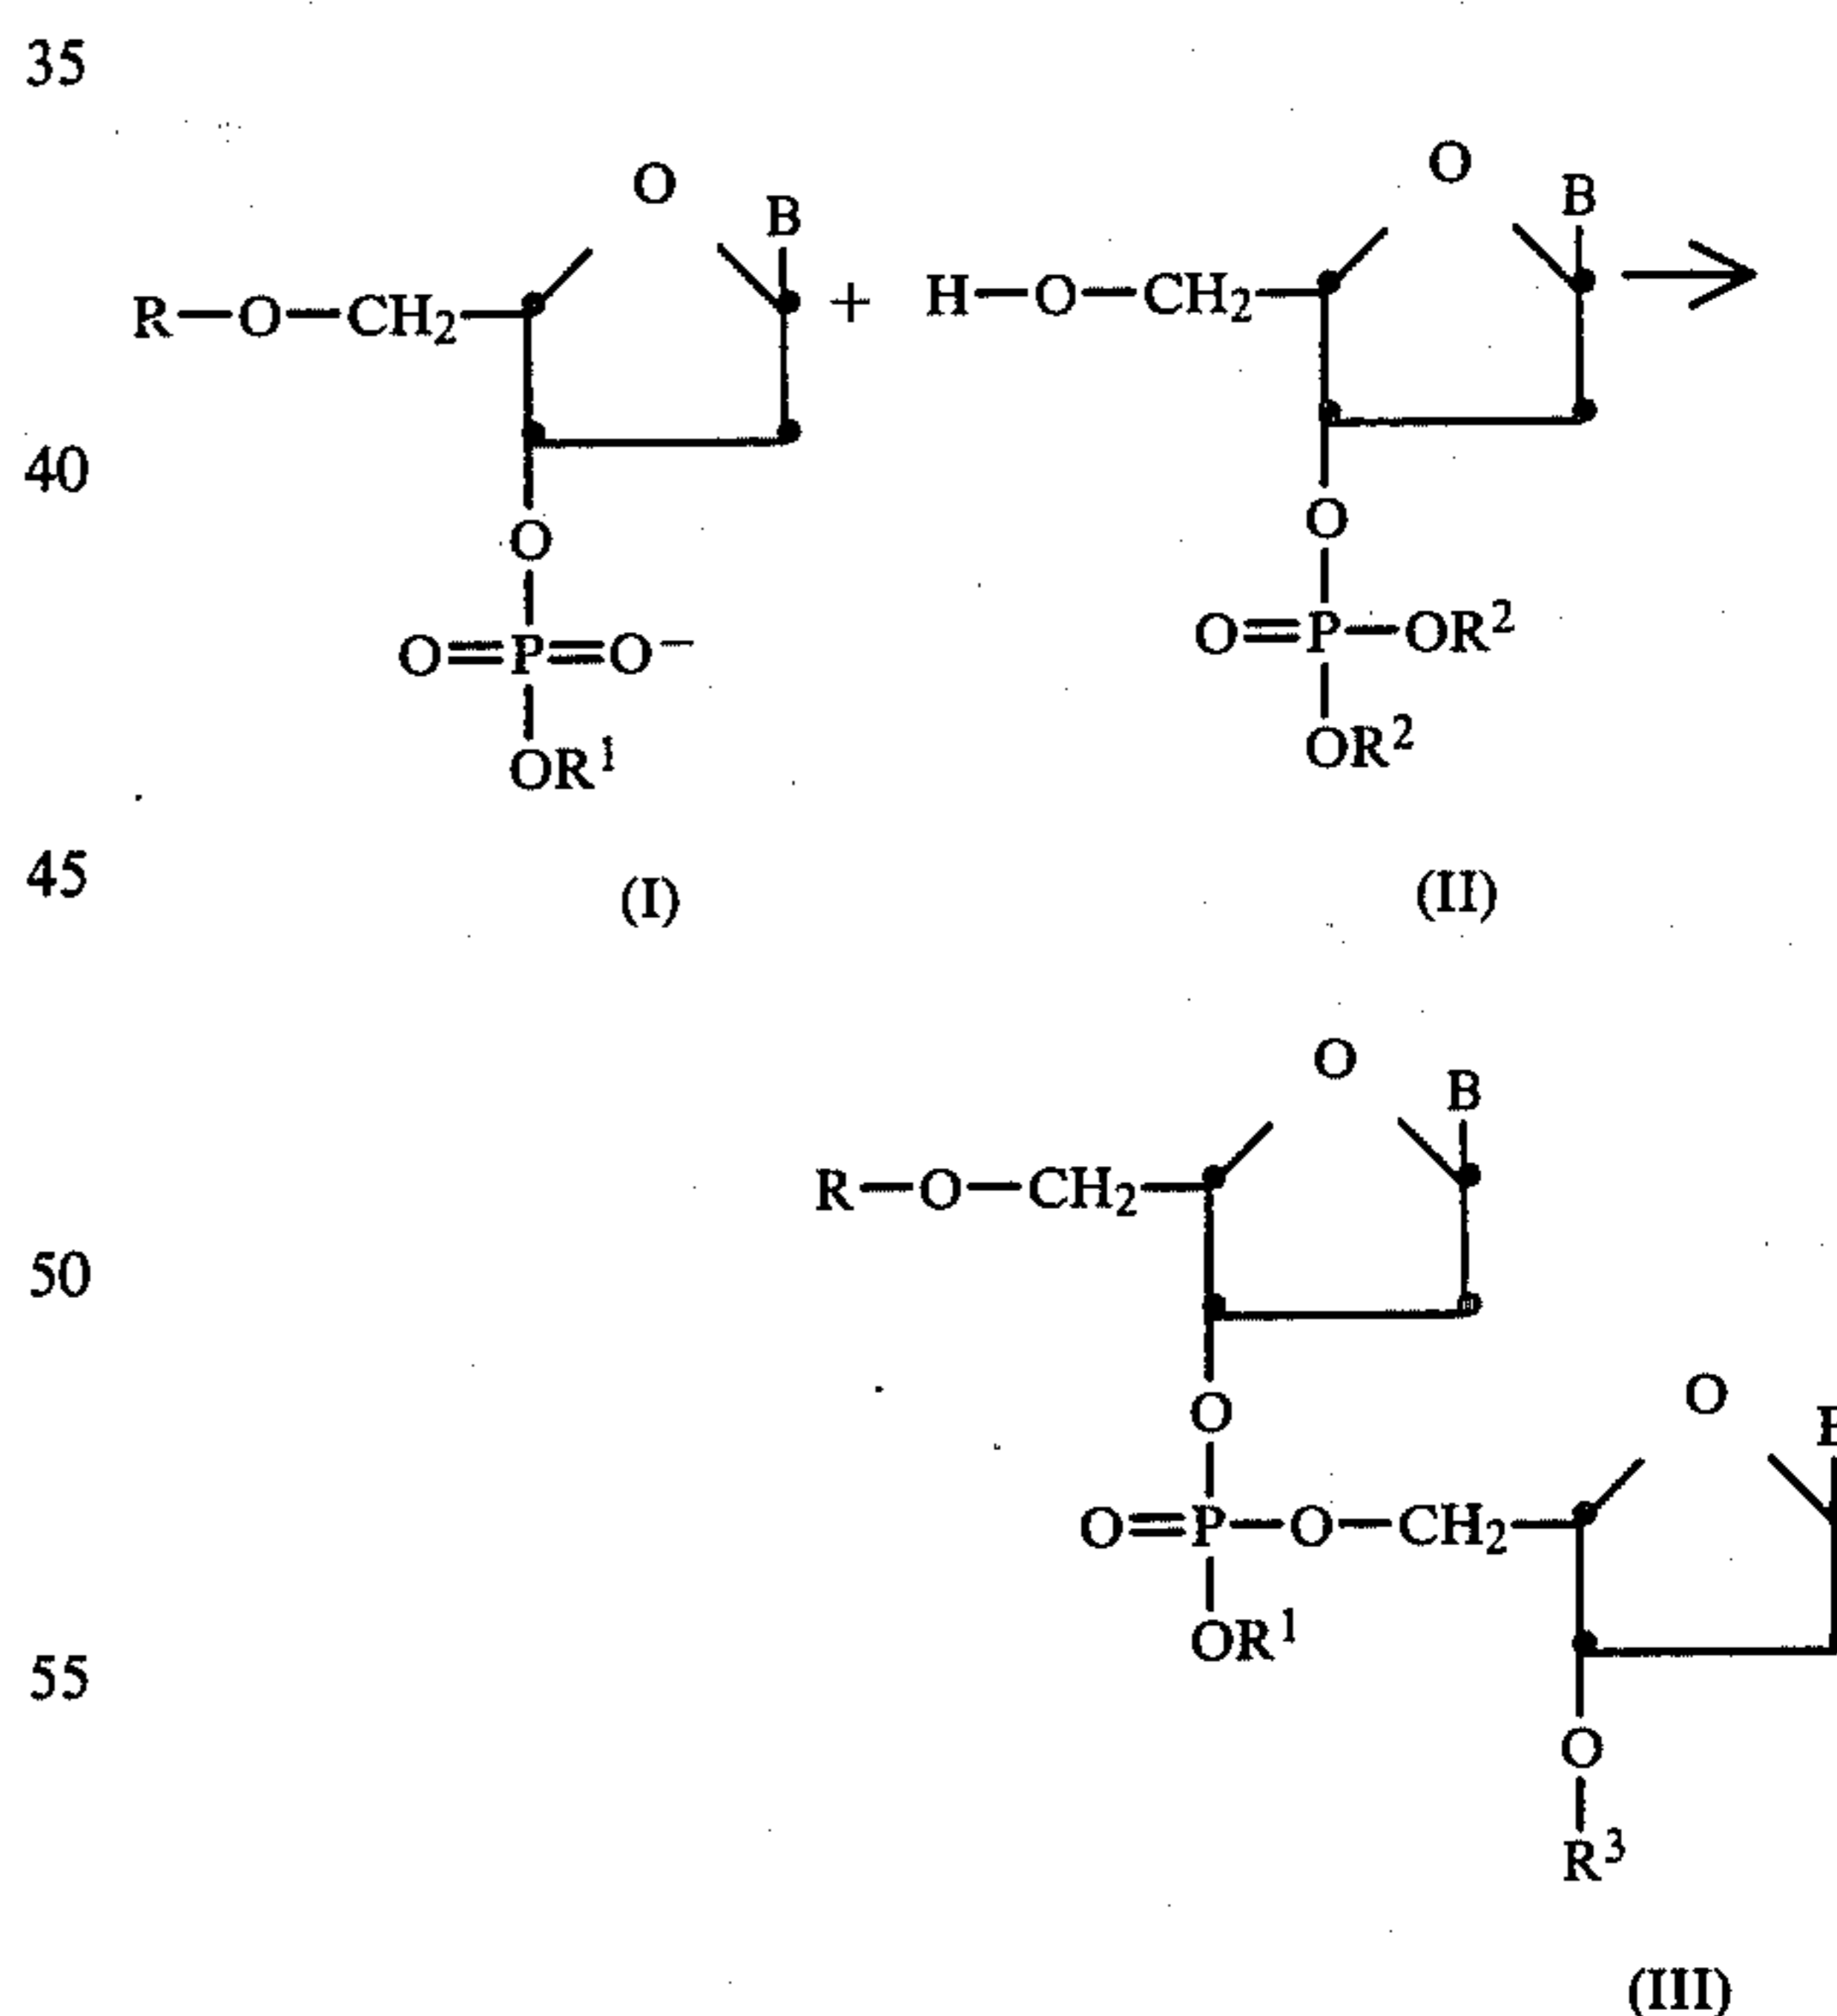 35
O
B
O
B
R—O—CH2
+
H—O—CH2
40
O
O
O=P=O−
O=P—OR2
OR1
OR2
45
(I)
(II)
O
B
R—O—CH2
50
O
O
O=P—O—CH2
OR1
55
O
R3
(III)